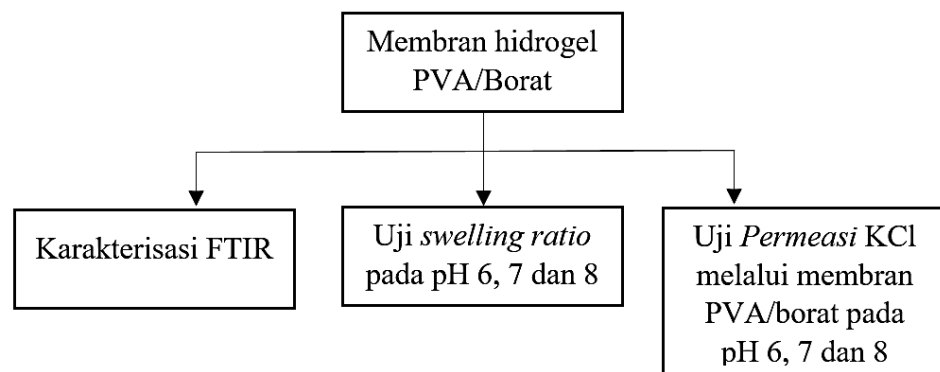 Membran hidrogel
PVA/Borat
Karakterisasi FTIR
Uji swelling ratio
pada pH 6, 7 dan 8
Uji Permeasi KCl
melalui membran
PVA/borat pada
pH 6, 7 dan 8